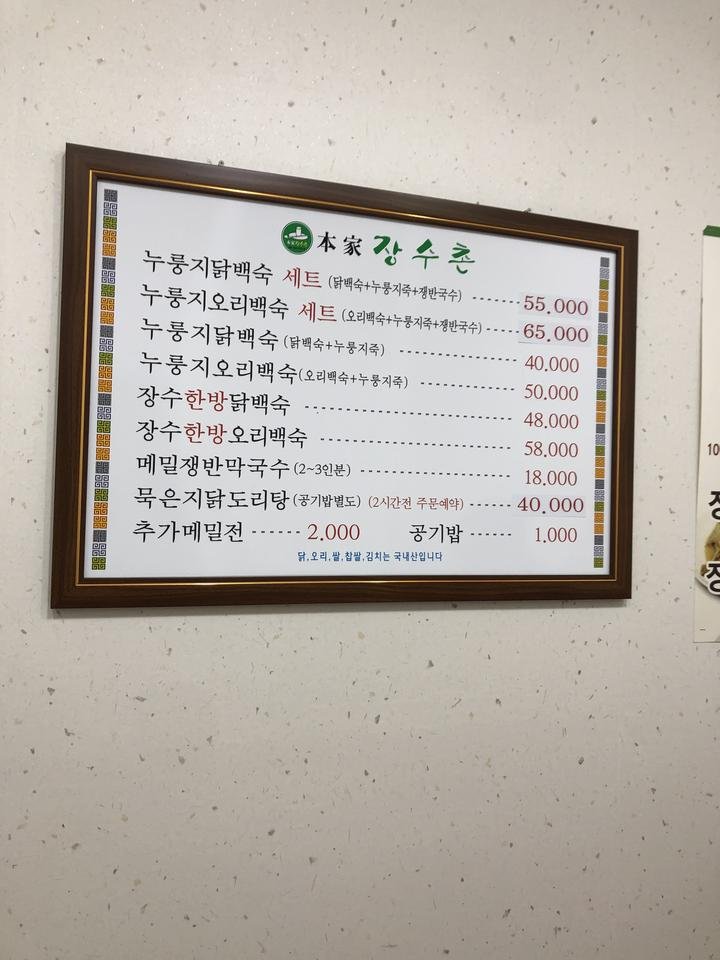 本家 장수촌
누룽지닭백숙 세트 (닭백숙+누룽지죽+쟁반국수) ------ 55.000
누룽지오리백숙 세트 (오리백숙+누룽지죽+쟁반국수) ---- 65.000
누룽지닭백숙 (닭백숙+누룽지죽) -------------- 40.000
누룽지오리백숙(오리백숙+누룽지죽) ------------ 50.000
장수한방닭백숙 ------------------------ 48.000
장수한방오리백숙 ---------------------- 58.000
메밀쟁반막국수 (2~3인분) ------------------ 18.000
묵은지닭도리탕 (공기밥별도) (2시간전 주문예약) ------ 40.000
추가메밀전 ------ 2.000 공기밥 ------ 1.000
닭,오리,쌀,찹쌀,김치는 국내산입니다
10